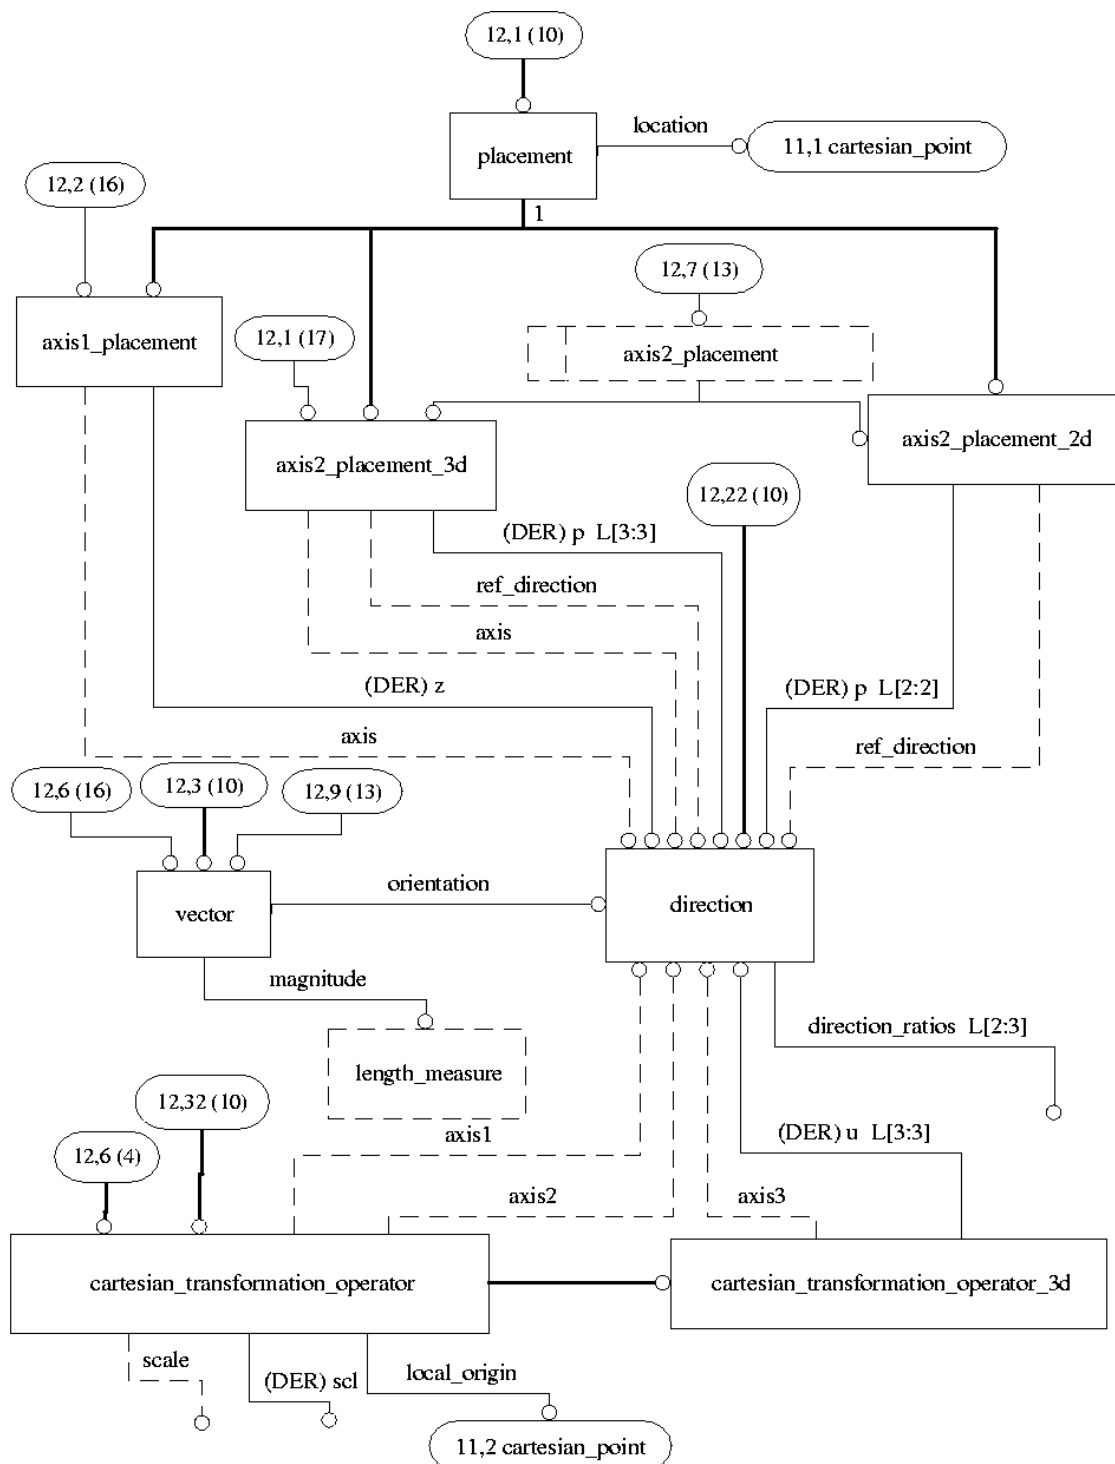 12,1 (10)
location
placement
11,1 cartesian_point
12,2 (16)
1
12,7 (13)
axis1_placement
12,1 (17)
axis2_placement
axis2_placement_3d
axis2_placement_2d
12,22 (10)
(DER) p  L[3:3]
ref_direction
axis
(DER) z
(DER) p  L[2:2]
axis
ref_direction
12,6 (16)
12,3 (10)
12,9 (13)
orientation
vector
direction
magnitude
direction_ratios  L[2:3]
length_measure
12,32 (10)
axis1
(DER) u  L[3:3]
12,6 (4)
axis2
axis3
cartesian_transformation_operator
cartesian_transformation_operator_3d
scale
(DER) scl
local_origin
11,2 cartesian_point